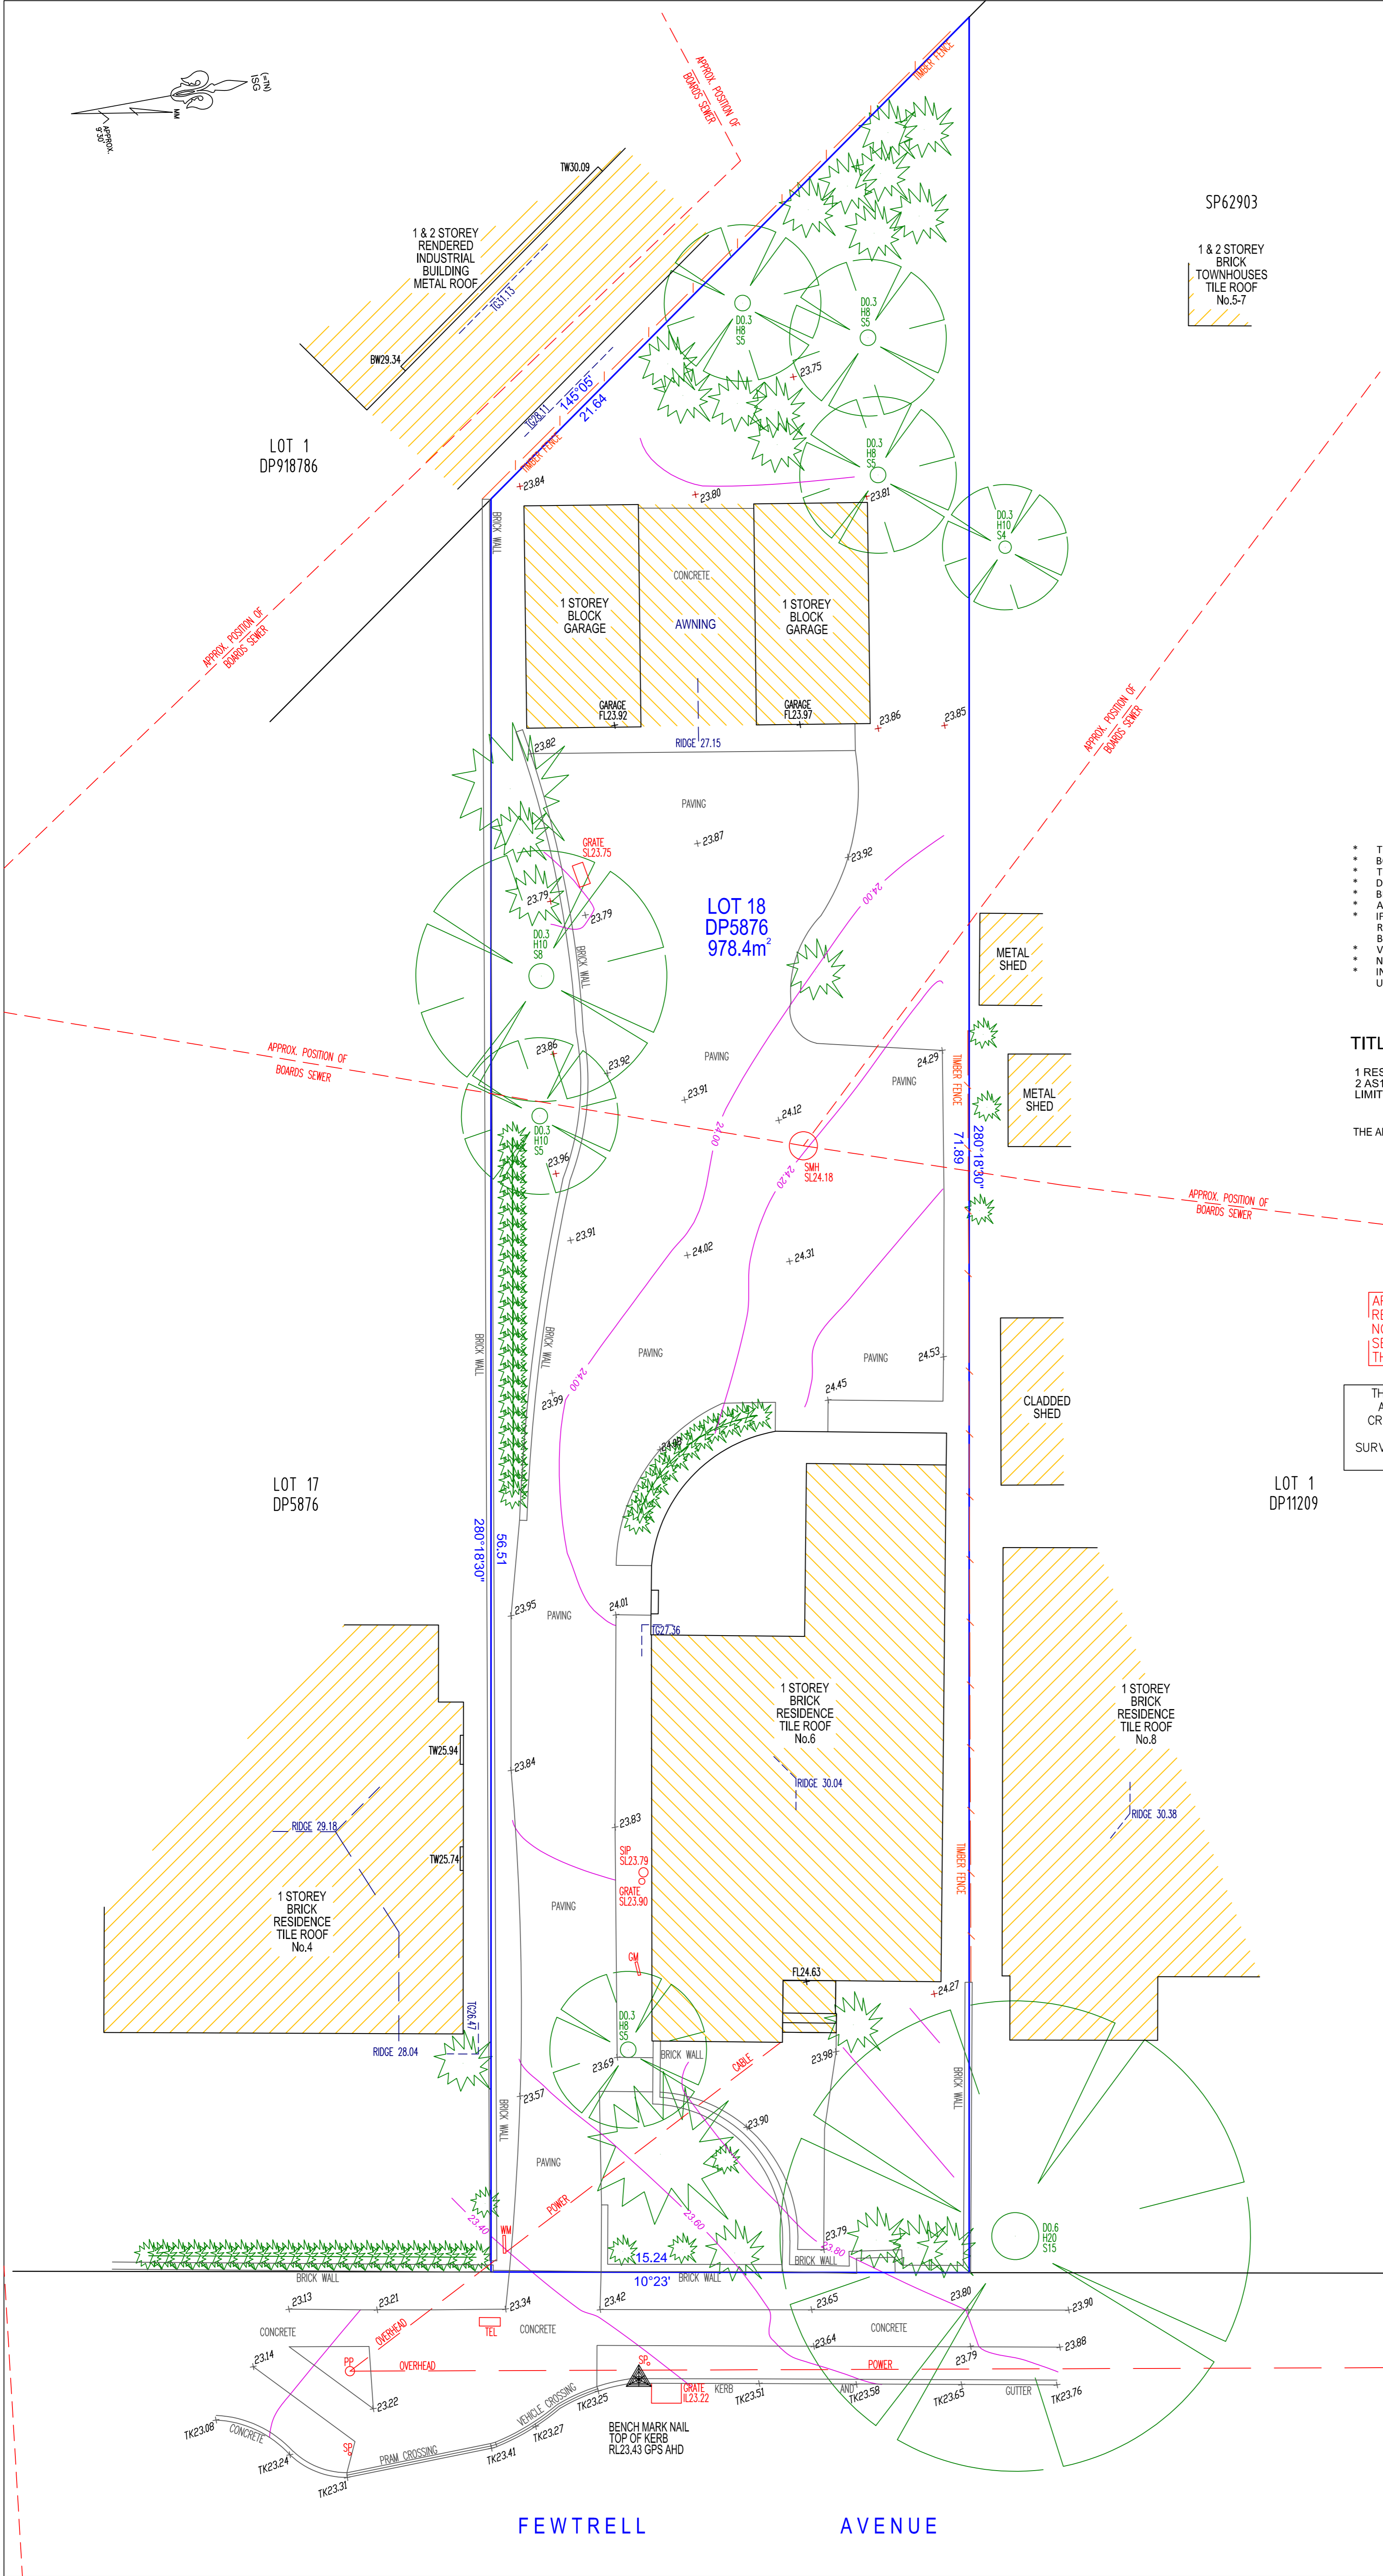 ISG
(≈TN)
MM
APPROX.
9°30'
APPROX. POSITION OF
BOARDS SEWER
TIMBER FENCE
TW30.09
1 & 2 STOREY
RENDERED
INDUSTRIAL
BUILDING
METAL ROOF
TG31.13
BW29.34
TG28.11
145°05'
21.64
TIMBER FENCE
SP62903
1 & 2 STOREY
BRICK
TOWNHOUSES
TILE ROOF
No.5-7
D0.3
H8
S5
D0.3
H8
S5
23.75
LOT 1
DP918786
D0.3
H8
S5
23.84
23.80
23.81
D0.3
H10
S4
BRICK WALL
CONCRETE
1 STOREY
BLOCK
GARAGE
AWNING
1 STOREY
BLOCK
GARAGE
APPROX. POSITION OF
BOARDS SEWER
GARAGE
FL23.92
GARAGE
FL23.97
23.86
23.85
RIDGE 27.15
23.82
APPROX. POSITION OF
BOARDS SEWER
PAVING
23.87
23.92
GRATE
SL23.75
24.00
23.79
23.79
LOT 18
DP5876
978.4m²
D0.3
H10
S8
BRICK WALL
METAL
SHED
APPROX. POSITION OF
BOARDS SEWER
23.86
23.92
PAVING
24.29
PAVING
TIMBER FENCE
METAL
SHED
23.91
24.12
24.00
D0.3
H10
S5
SMH
SL24.18
24.20
71.89
280°18'30"
23.96
APPROX. POSITION OF
BOARDS SEWER
23.91
24.02
24.31
BRICK WALL
BRICK WALL
PAVING
PAVING
24.53
24.00
23.99
24.45
CLADDED
SHED
LOT 17
DP5876
LOT 1
DP11209
280°18'30"
56.51
23.95
PAVING
24.01
TG27.36
1 STOREY
BRICK
RESIDENCE
TILE ROOF
No.6
1 STOREY
BRICK
RESIDENCE
TILE ROOF
No.8
TW25.94
23.84
RIDGE 30.04
RIDGE 30.38
RIDGE 29.18
23.83
TW25.74
SIP
SL23.79
GRATE
SL23.90
TIMBER FENCE
1 STOREY
BRICK
RESIDENCE
TILE ROOF
No.4
PAVING
GM
FL24.63
24.27
TG26.47
D0.3
H8
S5
RIDGE 28.04
23.69
BRICK WALL
CABLE
23.98
BRICK WALL
23.57
BRICK WALL
23.90
PAVING
POWER
23.40
WM
23.60
23.79
23.80
D0.6
H20
S15
15.24
10°23'
BRICK WALL
BRICK WALL
BRICK WALL
23.13
23.21
23.34
23.42
23.65
23.80
23.90
CONCRETE
OVERHEAD
TEL
CONCRETE
CONCRETE
23.64
23.79
23.88
23.14
PP
OVERHEAD
SP
POWER
23.22
VEHICLE CROSSING
TK23.25
GRATE
IL23.22
KERB
TK23.51
AND
TK23.58
TK23.65
GUTTER
TK23.76
TK23.08
CONCRETE
TK23.24
SP
PRAM CROSSING
TK23.41
TK23.27
TK23.31
BENCH MARK NAIL
TOP OF KERB
RL23.43 GPS AHD
FEWTRELL AVENUE